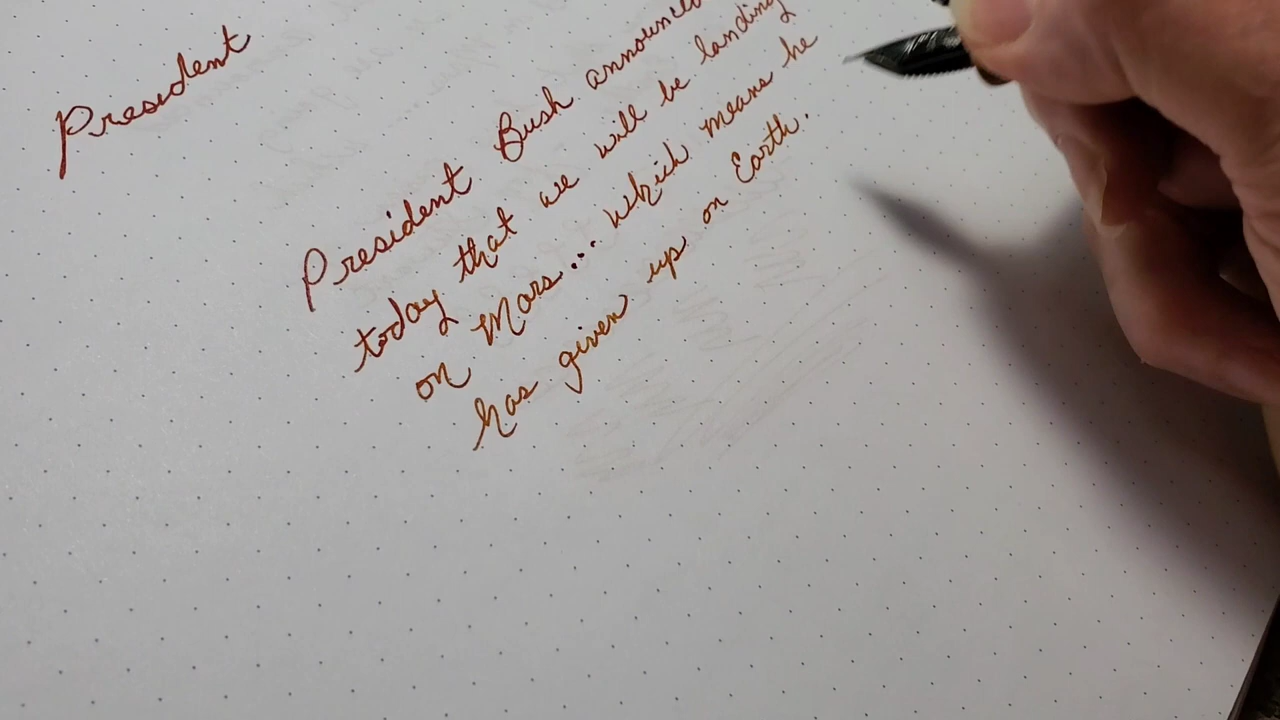 President
President Bush announced
today that we will be landing
on Mars... which means he
has given up on Earth.